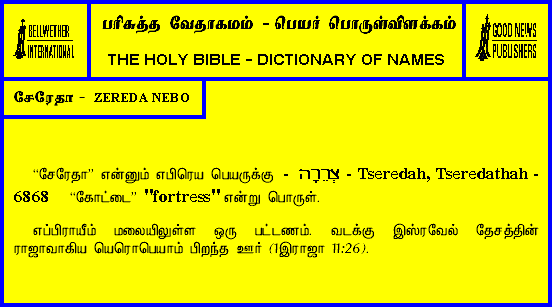 BELLWETHER
INTERNATIONAL
பரிசுத்த வேதாகமம் - பெயர் பொருள்விளக்கம்
THE HOLY BIBLE - DICTIONARY OF NAMES
GOOD NEWS
PUBLISHERS
சேரேதா - ZEREDA NEBO
“சேரேதா” என்னும் எபிரெய பெயருக்கு - צְרֵדָה - Tseredah, Tseredathah -
6868 “கோட்டை” "fortress" என்று பொருள்.
எப்பிராயீம் மலையிலுள்ள ஒரு பட்டணம். வடக்கு இஸ்ரவேல் தேசத்தின்
ராஜாவாகிய யெரொபெயாம் பிறந்த ஊர் (1இராஜா 11:26).